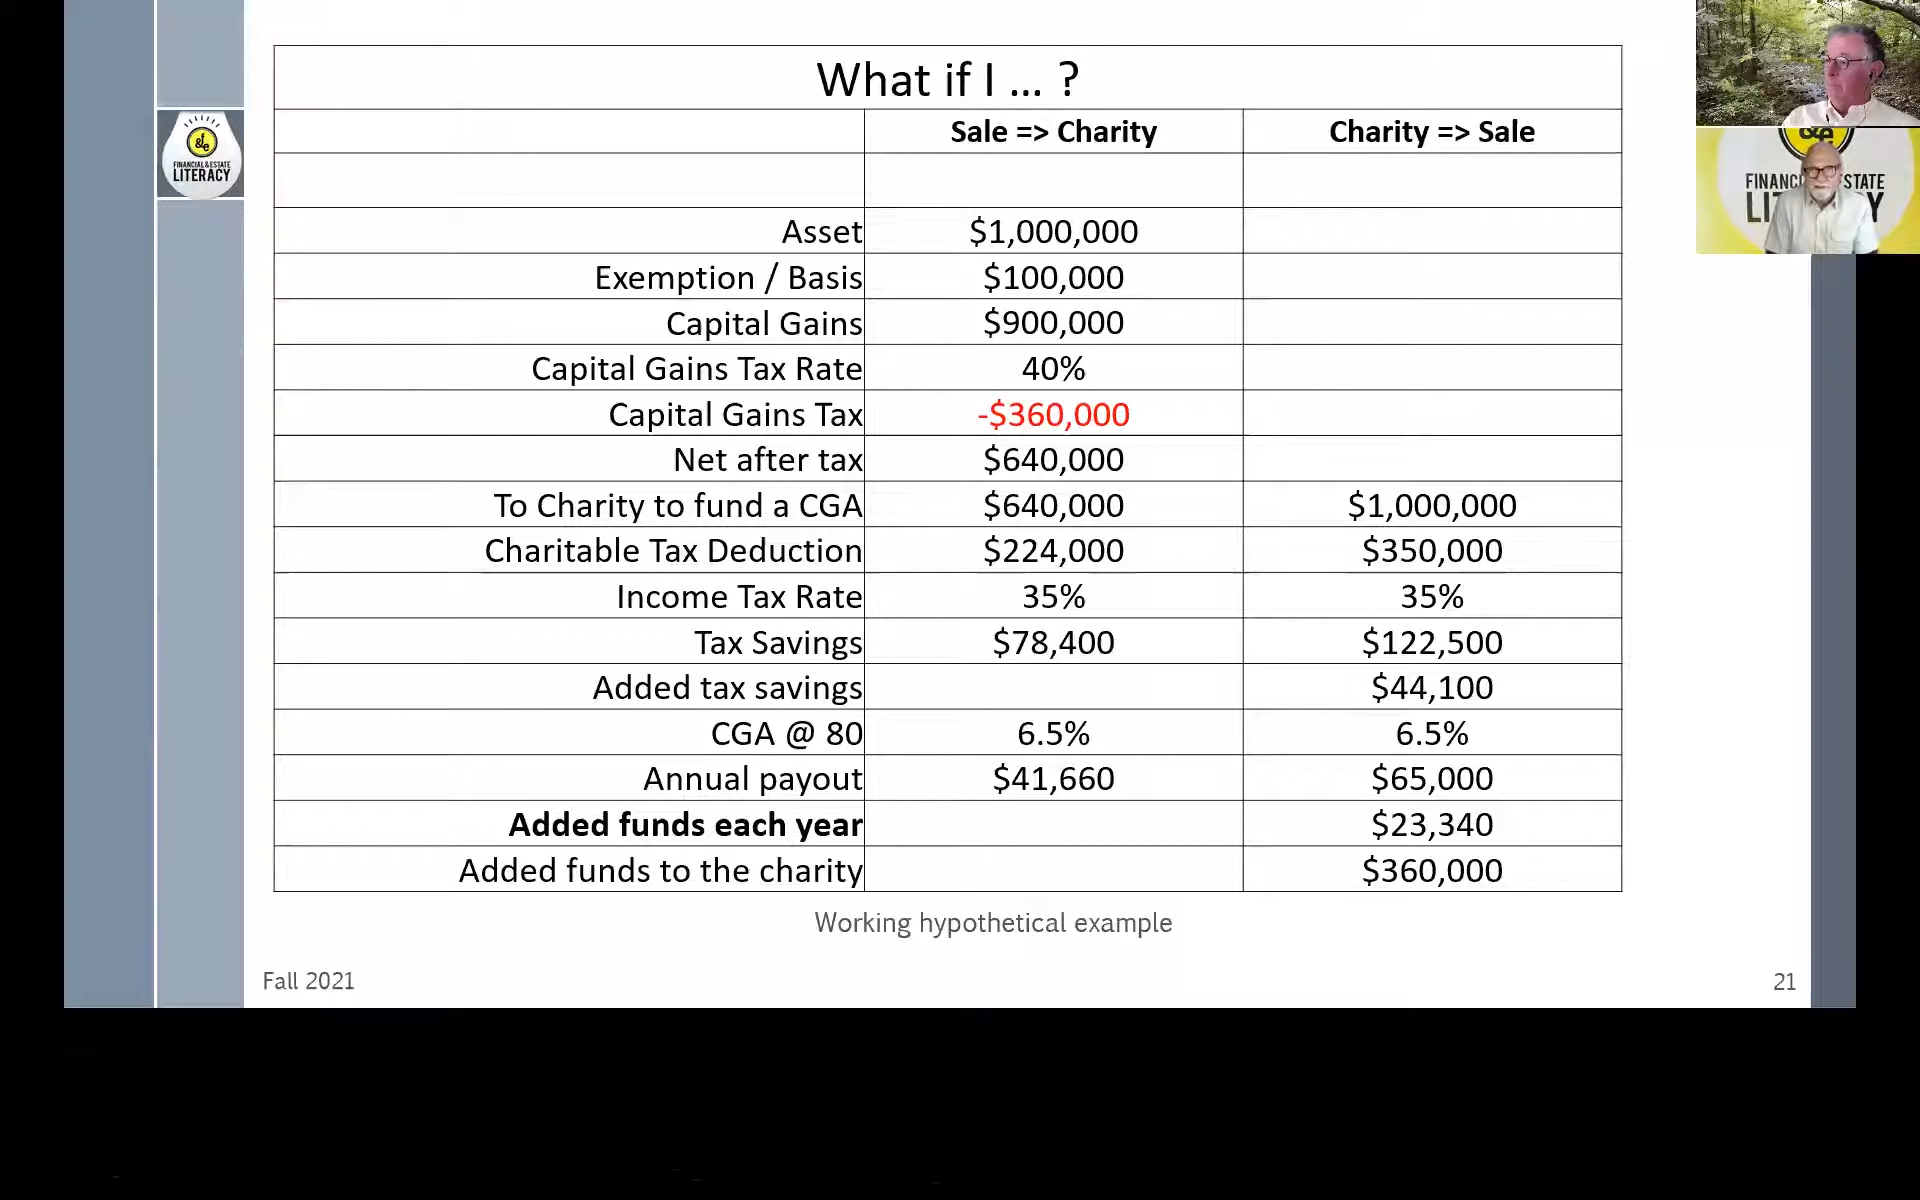 What if I ... ?
Sale => Charity Charity => Sale
Asset $1,000,000
Exemption / Basis $100,000
Capital Gains $900,000
Capital Gains Tax Rate 40%
Capital Gains Tax -$360,000
Net after tax $640,000
To Charity to fund a CGA $640,000 $1,000,000
Charitable Tax Deduction $224,000 $350,000
Income Tax Rate 35% 35%
Tax Savings $78,400 $122,500
Added tax savings $44,100
CGA @ 80 6.5% 6.5%
Annual payout $41,660 $65,000
Added funds each year $23,340
Added funds to the charity $360,000
Working hypothetical example
Fall 2021
21
f&e
FINANCIAL & ESTATE
LITERACY
FINANC STATE
LI Y